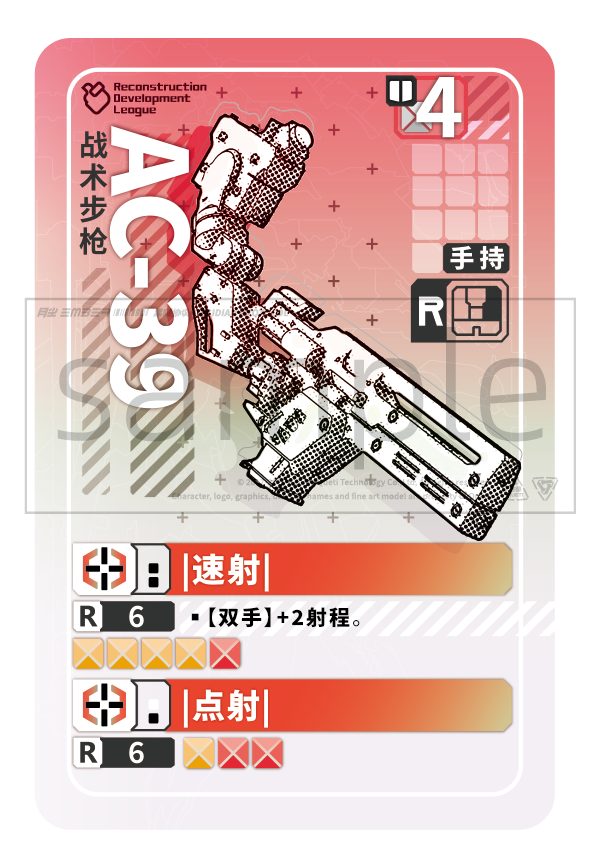 Reconstruction
Development
League
4
战术步枪
AC-39
手持
R
sample
|速射|
R 6
▪【双手】+2射程。
|点射|
R 6